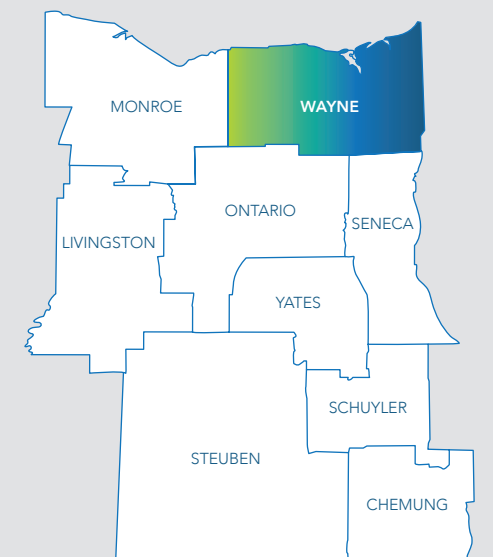 MONROE
WAYNE
ONTARIO
SENECA
LIVINGSTON
YATES
SCHUYLER
STEUBEN
CHEMUNG